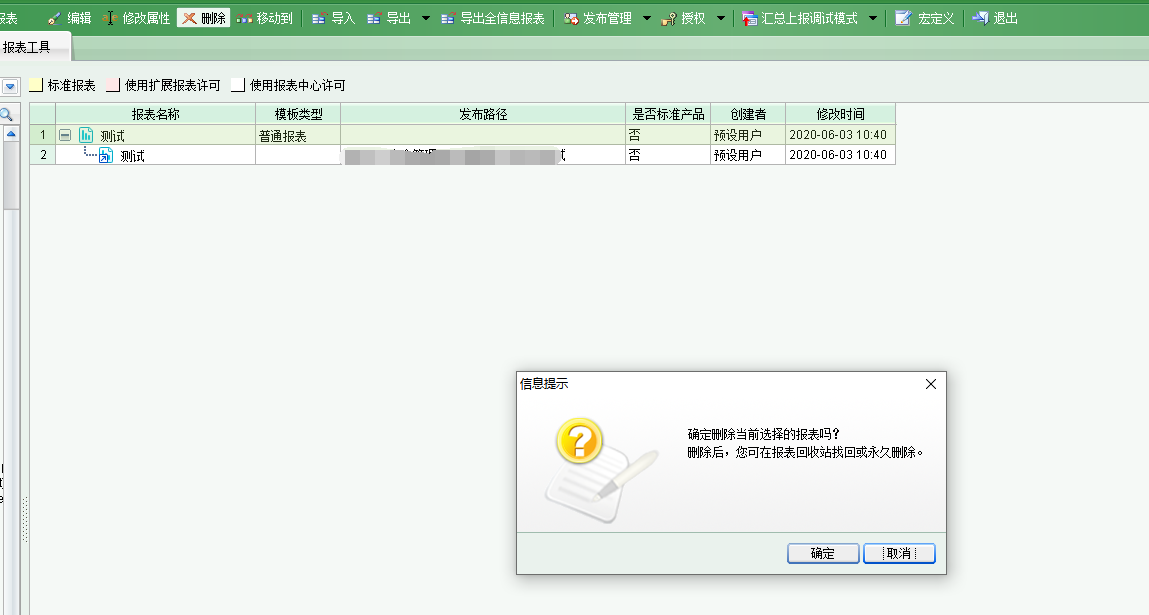 报表 编辑 修改属性 删除 移动到 导入 导出 导出全信息报表 发布管理 授权 汇总上报调试模式 宏定义 退出
报表工具
标准报表 使用扩展报表许可 使用报表中心许可
报表名称 模板类型 发布路径 是否标准产品 创建者 修改时间
1 测试 普通报表 否 预设用户 2020-06-03 10:40
2 测试 否 预设用户 2020-06-03 10:40
信息提示
确定删除当前选择的报表吗?
删除后，您可在报表回收站找回或永久删除。
确定 取消